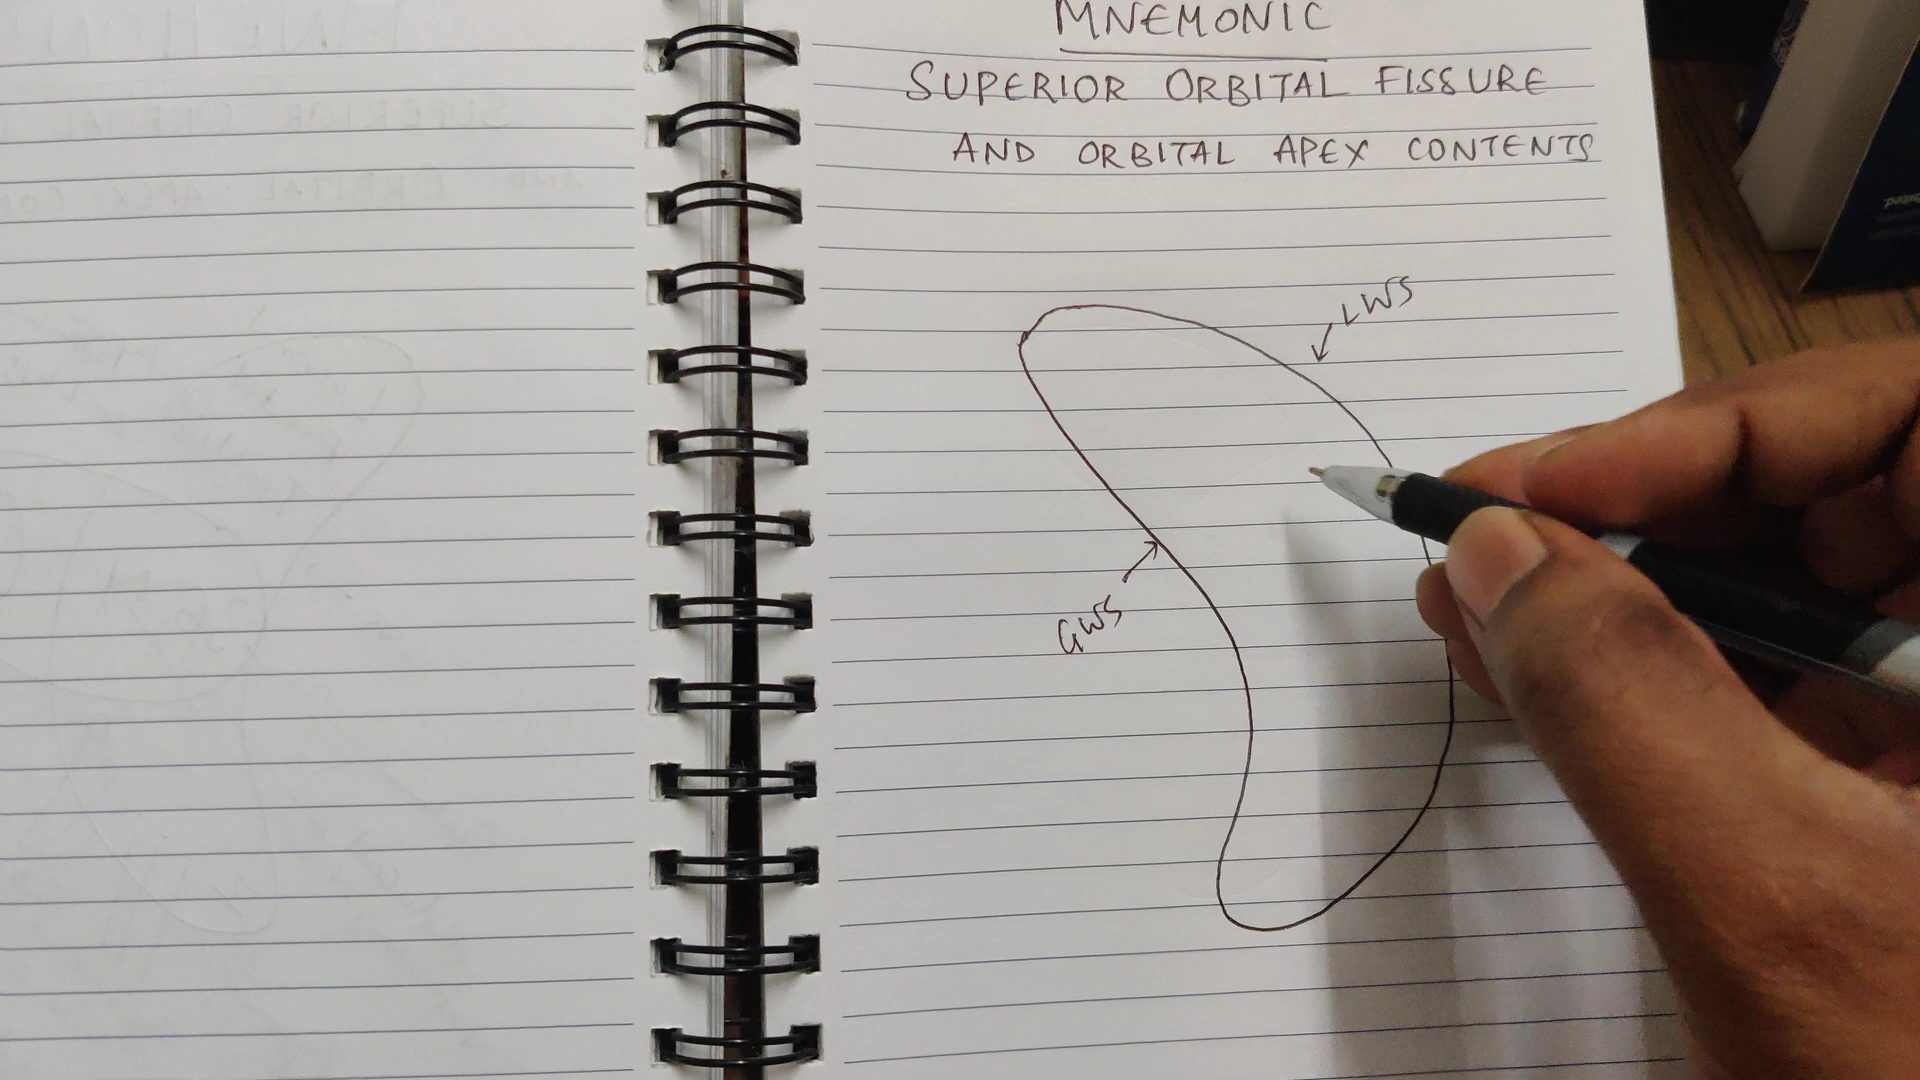 MNEMONIC
SUPERIOR ORBITAL FISSURE
AND ORBITAL APEX CONTENTS
LWS
GWS